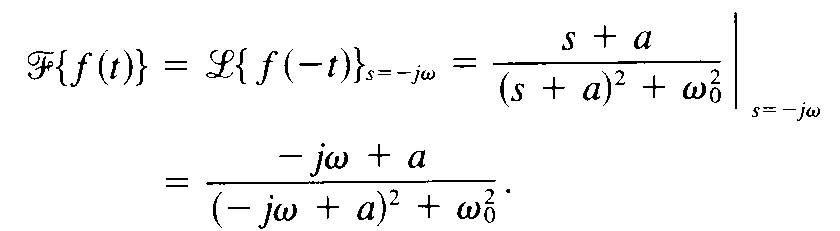 ℱ{f(t)} = ℒ{f(−t)}ₛ₌₋ⱼω = (s + a) / ((s + a)² + ω₀²) |ₛ₌₋ⱼω
= (−jω + a) / ((−jω + a)² + ω₀²).